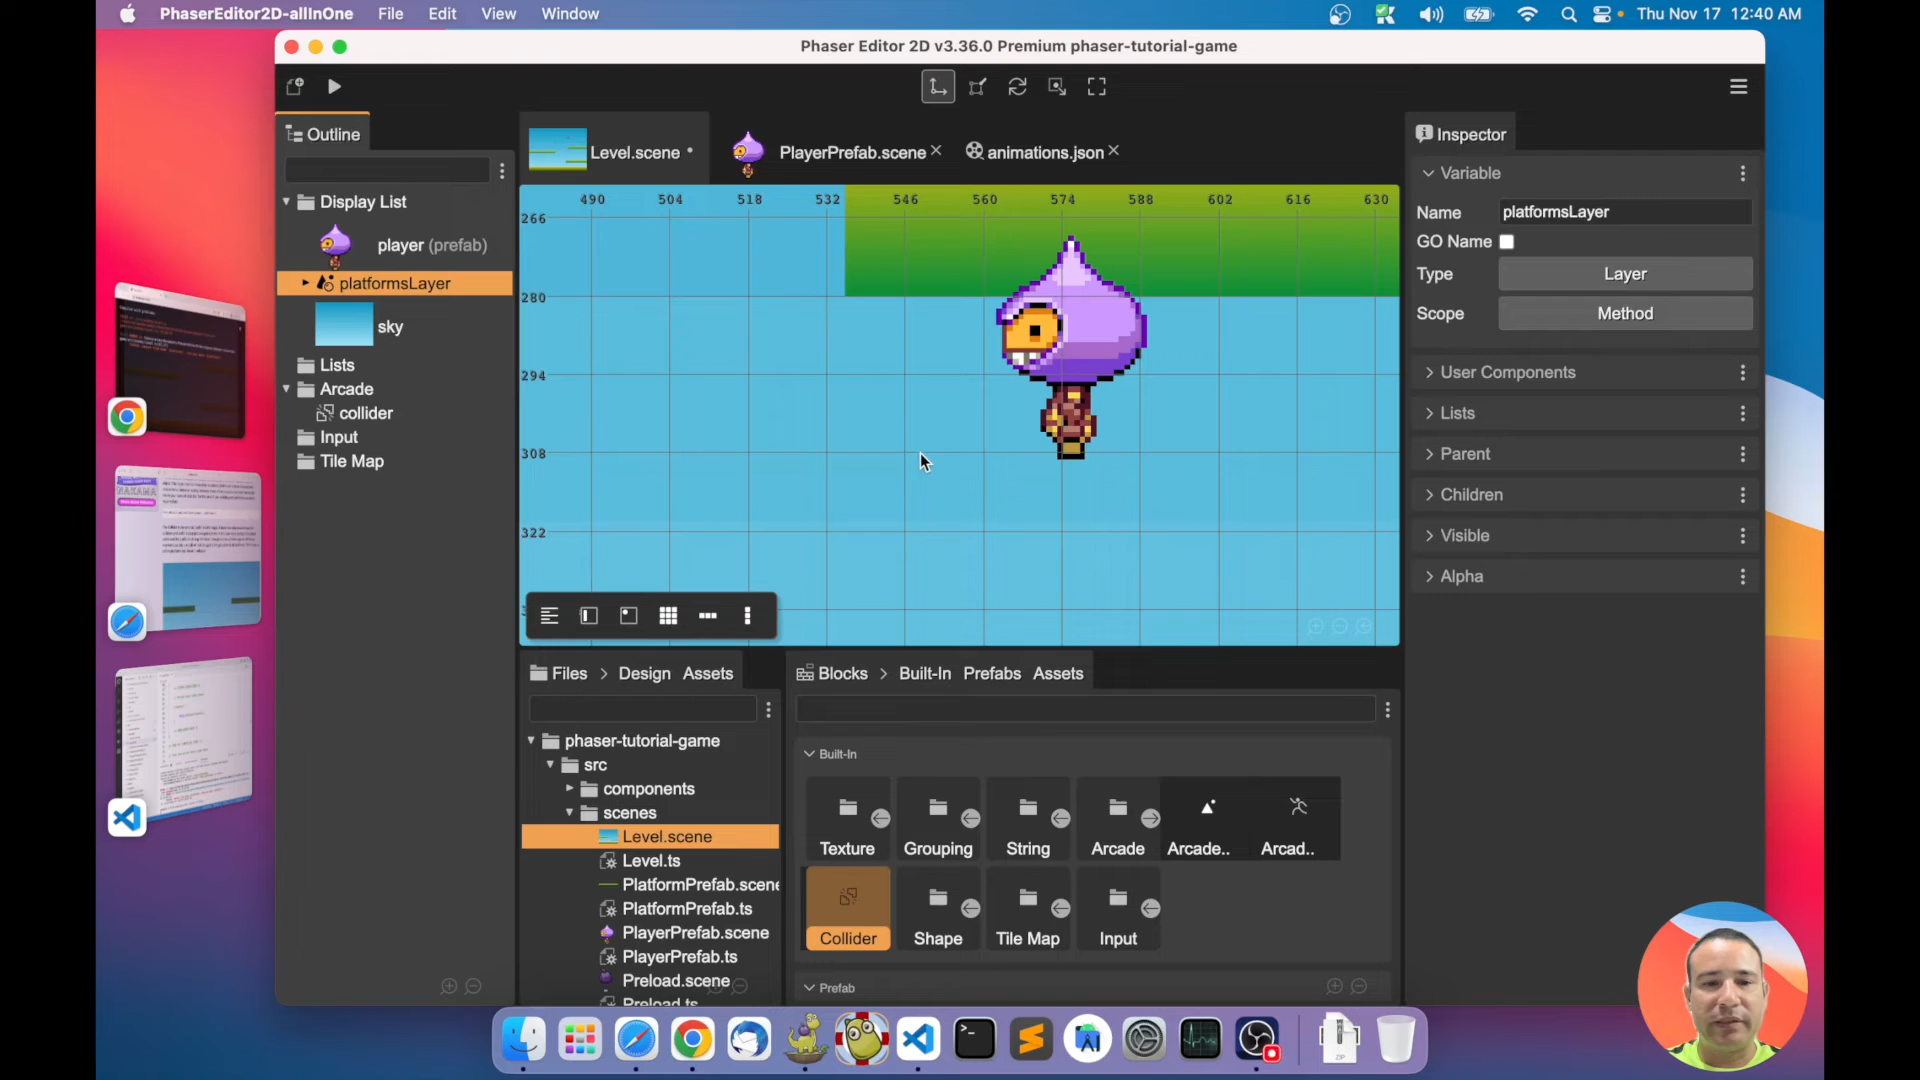 PhaserEditor2D-allInOne File Edit View Window Thu Nov 17 12:40 AM
Phaser Editor 2D v3.36.0 Premium phaser-tutorial-game
Outline
Display List
player (prefab)
platformsLayer
sky
Lists
Arcade
collider
Input
Tile Map
Level.scene
PlayerPrefab.scene
animations.json
490 504 518 532 546 560 574 588 602 616 630
266
280
294
308
322
Files Design Assets
phaser-tutorial-game
src
components
scenes
Level.scene
Level.ts
PlatformPrefab.scene
PlatformPrefab.ts
PlayerPrefab.scene
PlayerPrefab.ts
Preload.scene
Preload.ts
Blocks Built-In Prefabs Assets
Built-In
Texture Grouping String Arcade Arcade.. Arcad..
Collider Shape Tile Map Input
Prefab
Inspector
Variable
Name platformsLayer
GO Name
Type Layer
Scope Method
User Components
Lists
Parent
Children
Visible
Alpha
ZIP